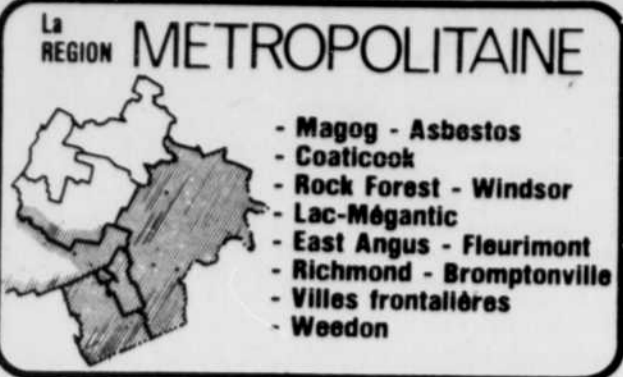 La
REGION METROPOLITAINE
- Magog - Asbestos
- Coaticook
- Rock Forest - Windsor
- Lac-Mégantic
- East Angus - Fleurimont
- Richmond - Bromptonville
- Villes frontalières
- Weedon